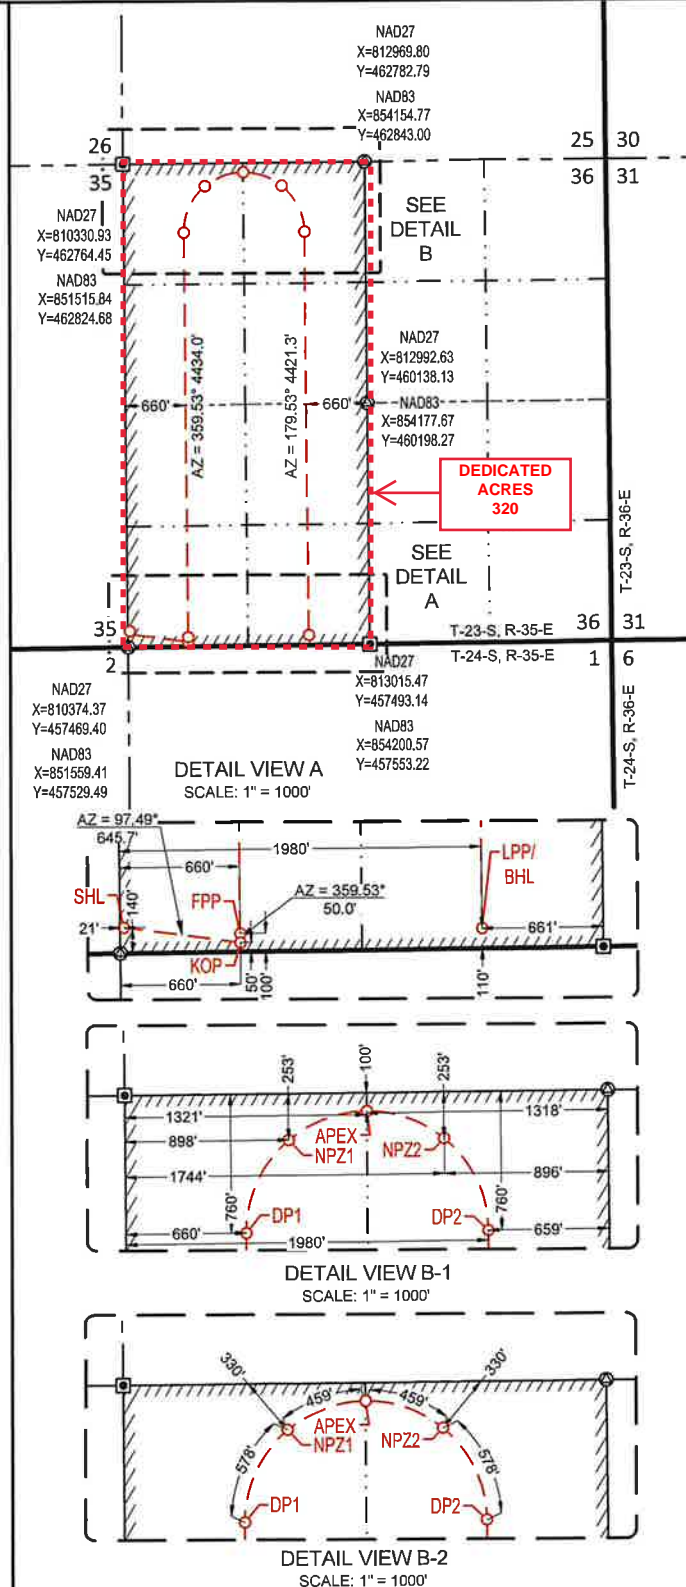 NAD27
X=812969.80
Y=462782.79
NAD83
X=854154.77
Y=462843.00
26
25 30
35
36 31
NAD27
X=810330.93
Y=462764.45
NAD83
X=851515.84
Y=462824.68
SEE
DETAIL
B
AZ = 359.53° 4434.0'
AZ = 179.53° 4421.3'
NAD27
X=812992.63
Y=460138.13
NAD83
X=854177.67
Y=460198.27
660'
660'
DEDICATED
ACRES
320
SEE
DETAIL
A
T-23-S, R-36-E
35
T-23-S, R-35-E
36 31
2
T-24-S, R-35-E
1 6
T-24-S, R-36-E
NAD27
X=813015.47
Y=457493.14
NAD83
X=854200.57
Y=457553.22
NAD27
X=810374.37
Y=457469.40
NAD83
X=851559.41
Y=457529.49
DETAIL VIEW A
SCALE: 1" = 1000'
AZ = 97.49°
645.7'
1980'
660'
LPP/
BHL
SHL
140'
FPP
AZ = 359.53°
50.0'
21'
661'
KOP
660'
50'
100'
110'
253'
100'
253'
1321'
1318'
898'
APEX
NPZ1
NPZ2
1744'
896'
760'
760'
DP1
DP2
660'
1980'
659'
DETAIL VIEW B-1
SCALE: 1" = 1000'
330'
330'
459'
459'
APEX
NPZ1
NPZ2
578'
578'
DP1
DP2
DETAIL VIEW B-2
SCALE: 1" = 1000'